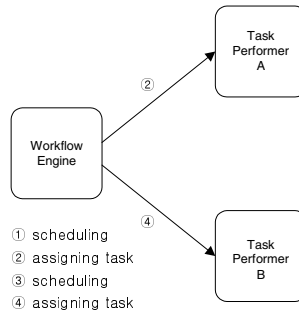 Task
Performer
A
②
Workflow
Engine
④
① scheduling
② assigning task
③ scheduling
④ assigning task
Task
Performer
B